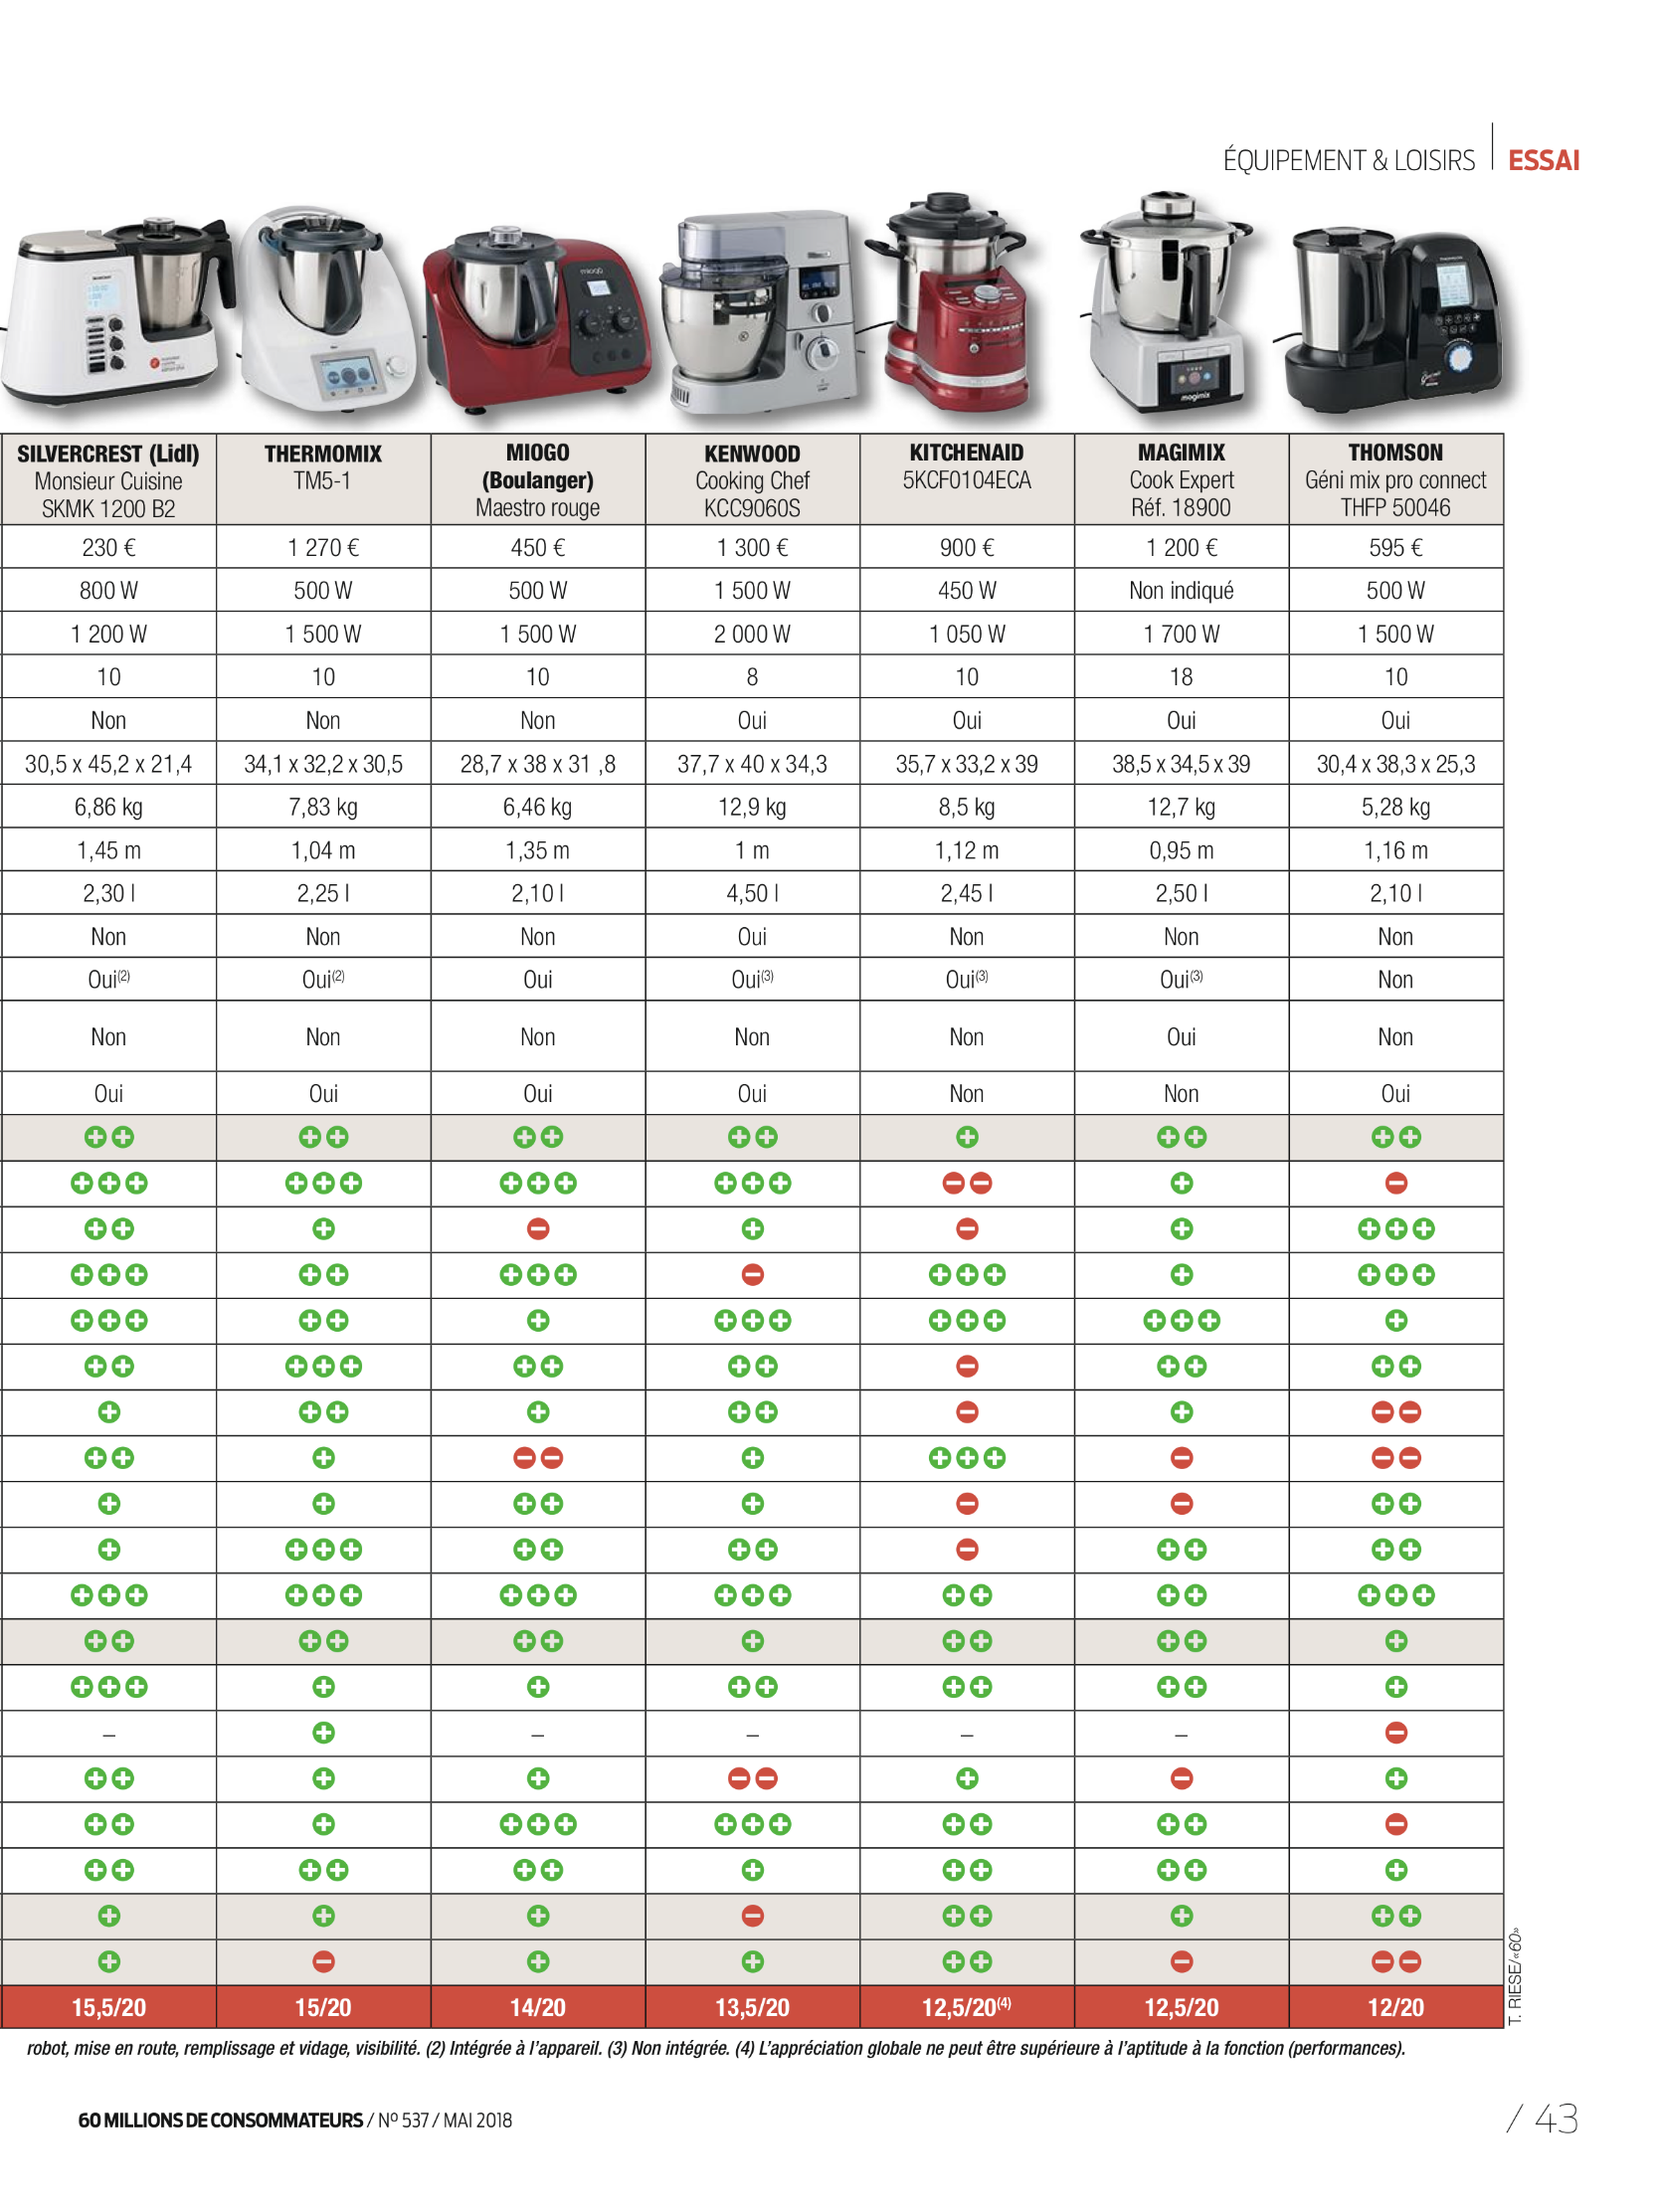 ÉQUIPEMENT & LOISIRS | ESSAI
miogo
magimix
THOMSON
SILVERCREST (Lidl) THERMOMIX MIOGO KENWOOD KITCHENAID MAGIMIX THOMSON
Monsieur Cuisine TM5-1 (Boulanger) Cooking Chef 5KCF0104ECA Cook Expert Géni mix pro connect
SKMK 1200 B2 Maestro rouge KCC9060S Réf. 18900 THFP 50046
230 € 1 270 € 450 € 1 300 € 900 € 1 200 € 595 €
800 W 500 W 500 W 1 500 W 450 W Non indiqué 500 W
1 200 W 1 500 W 1 500 W 2 000 W 1 050 W 1 700 W 1 500 W
10 10 10 8 10 18 10
Non Non Non Oui Oui Oui Oui
30,5 x 45,2 x 21,4 34,1 x 32,2 x 30,5 28,7 x 38 x 31 ,8 37,7 x 40 x 34,3 35,7 x 33,2 x 39 38,5 x 34,5 x 39 30,4 x 38,3 x 25,3
6,86 kg 7,83 kg 6,46 kg 12,9 kg 8,5 kg 12,7 kg 5,28 kg
1,45 m 1,04 m 1,35 m 1 m 1,12 m 0,95 m 1,16 m
2,30 l 2,25 l 2,10 l 4,50 l 2,45 l 2,50 l 2,10 l
Non Non Non Oui Non Non Non
Oui(2) Oui(2) Oui Oui(3) Oui(3) Oui(3) Non
Non Non Non Non Non Oui Non
Oui Oui Oui Oui Non Non Oui
++ ++ ++ ++ + ++ ++
+++ +++ +++ +++ −− + −
++ + − + − + +++
+++ ++ +++ − +++ + +++
+++ ++ + +++ +++ +++ +
++ +++ ++ ++ − ++ ++
+ ++ + ++ − + −−
++ + −− + +++ − −−
+ + ++ + − − ++
+ +++ ++ ++ − ++ ++
+++ +++ +++ +++ ++ ++ +++
++ ++ ++ + ++ ++ +
+++ + + ++ ++ ++ +
– + – – – – −
++ + + −− + − +
++ + +++ +++ ++ ++ −
++ ++ ++ + ++ ++ +
+ + + − ++ + ++
+ − + + ++ − −−
15,5/20 15/20 14/20 13,5/20 12,5/20(4) 12,5/20 12/20
T. RIESE/«60»
robot, mise en route, remplissage et vidage, visibilité. (2) Intégrée à l’appareil. (3) Non intégrée. (4) L’appréciation globale ne peut être supérieure à l’aptitude à la fonction (performances).
60 MILLIONS DE CONSOMMATEURS / Nº 537 / MAI 2018
/ 43